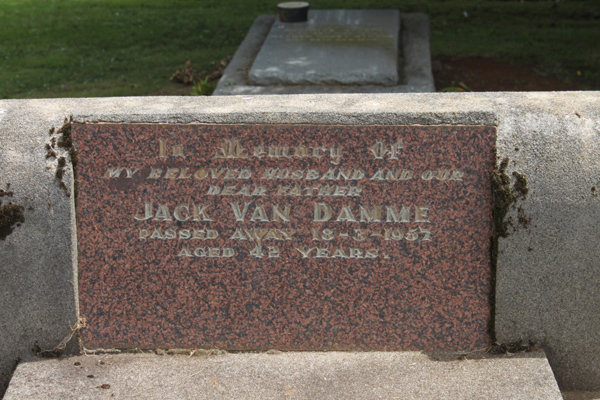 In Memory Of
MY BELOVED HUSBAND AND OUR
DEAR FATHER
JACK VAN DAMME
PASSED AWAY 18-3-1957
AGED 42 YEARS.